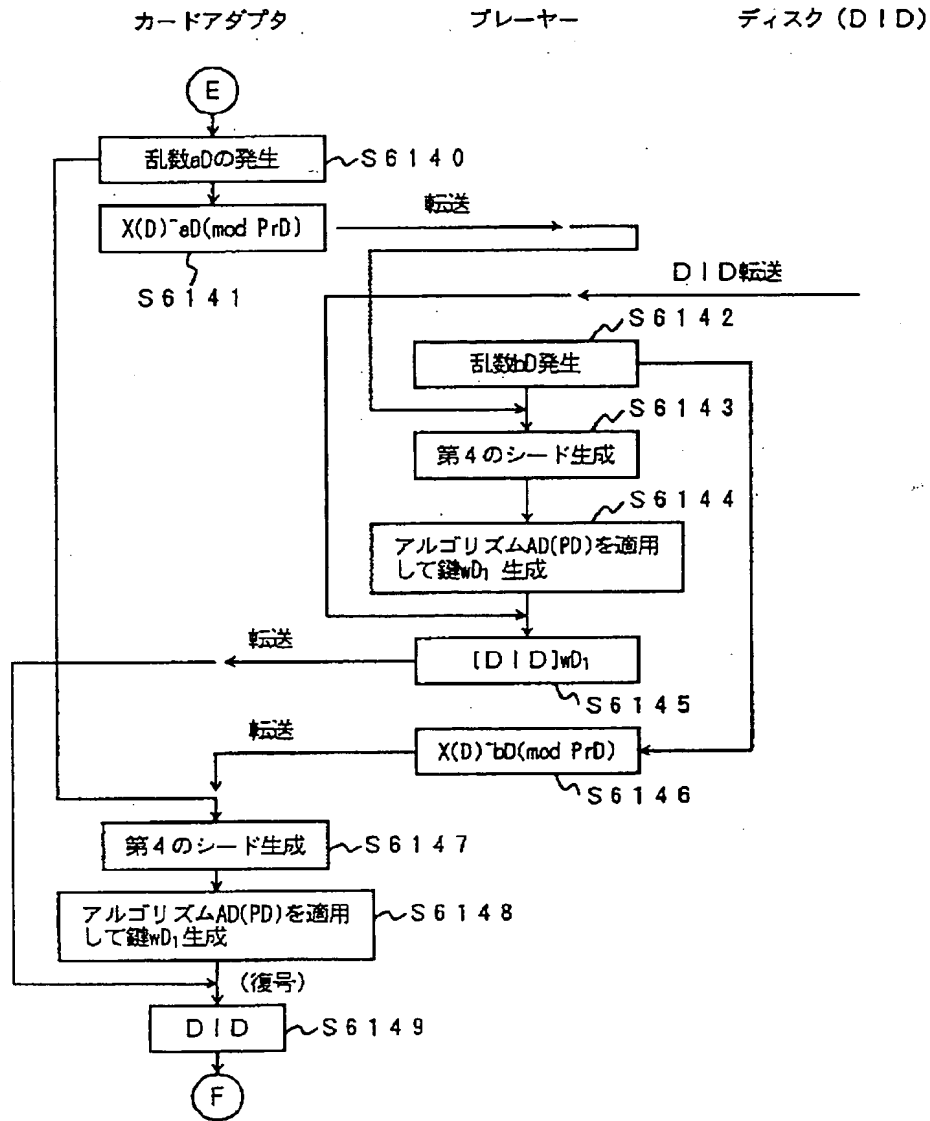 カードアダプタ
プレーヤー
ディスク(DID)
E
乱数aDの発生
S6140
X(D)^aD(mod PrD)
転送
S6141
DID転送
S6142
乱数bD発生
S6143
第4のシード生成
S6144
アルゴリズムAD(PD)を適用
して鍵wD₁ 生成
転送
[DID]wD₁
S6145
転送
X(D)^bD(mod PrD)
S6146
第4のシード生成
S6147
アルゴリズムAD(PD)を適用
して鍵wD₁生成
S6148
(復号)
DID
S6149
F